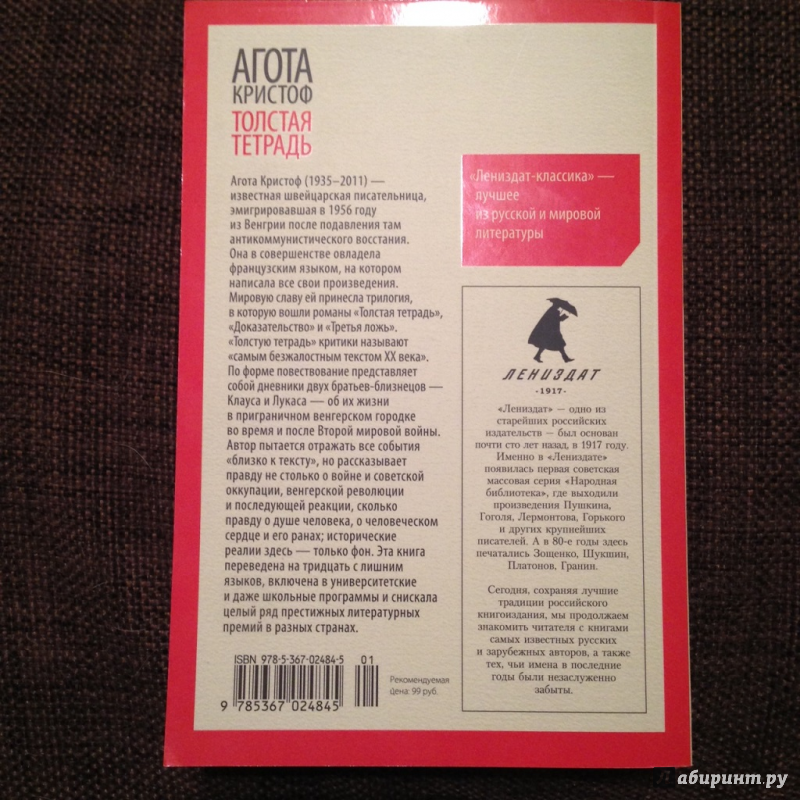 АГОТА
КРИСТОФ
ТОЛСТАЯ
ТЕТРАДЬ
Агота Кристоф (1935–2011) —
известная швейцарская писательница,
эмигрировавшая в 1956 году
из Венгрии после подавления там
антикоммунистического восстания.
Она в совершенстве овладела
французским языком, на котором
написала все свои произведения.
Мировую славу ей принесла трилогия,
в которую вошли романы «Толстая тетрадь»,
«Доказательство» и «Третья ложь».
«Толстую тетрадь» критики называют
«самым безжалостным текстом XX века».
По форме повествование представляет
собой дневники двух братьев-близнецов —
Клауса и Лукаса — об их жизни
в приграничном венгерском городке
во время и после Второй мировой войны.
Автор пытается отражать все события
«близко к тексту», но рассказывает
правду не столько о войне и советской
оккупации, венгерской революции
и последующей реакции, сколько
правду о душе человека, о человеческом
сердце и его ранах; исторические
реалии здесь — только фон. Эта книга
переведена на тридцать с лишним
языков, включена в университетские
и даже школьные программы и снискала
целый ряд престижных литературных
премий в разных странах.
ISBN 978-5-367-02484-5
01
9 785367 024845
Рекомендуемая
цена: 99 руб.
«Лениздат-классика» —
лучшее
из русской и мировой
литературы
ЛЕНИЗДАТ
-1917-
«Лениздат» — одно из
старейших российских
издательств — был основан
почти сто лет назад, в 1917 году.
Именно в «Лениздате»
появилась первая советская
массовая серия «Народная
библиотека», где выходили
произведения Пушкина,
Гоголя, Лермонтова, Горького
и других крупнейших
писателей. А в 80-е годы здесь
печатались Зощенко, Шукшин,
Платонов, Гранин.
Сегодня, сохраняя лучшие
традиции российского
книгоиздания, мы продолжаем
знакомить читателя с книгами
самых известных русских
и зарубежных авторов, а также
тех, чьи имена в последние
годы были незаслуженно
забыты.
абиринт.ру